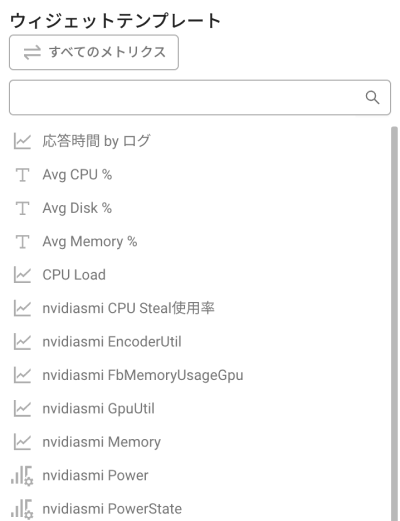 ウィジェットテンプレート
すべてのメトリクス
応答時間 by ログ
Avg CPU %
Avg Disk %
Avg Memory %
CPU Load
nvidiasmi CPU Steal使用率
nvidiasmi EncoderUtil
nvidiasmi FbMemoryUsageGpu
nvidiasmi GpuUtil
nvidiasmi Memory
nvidiasmi Power
nvidiasmi PowerState